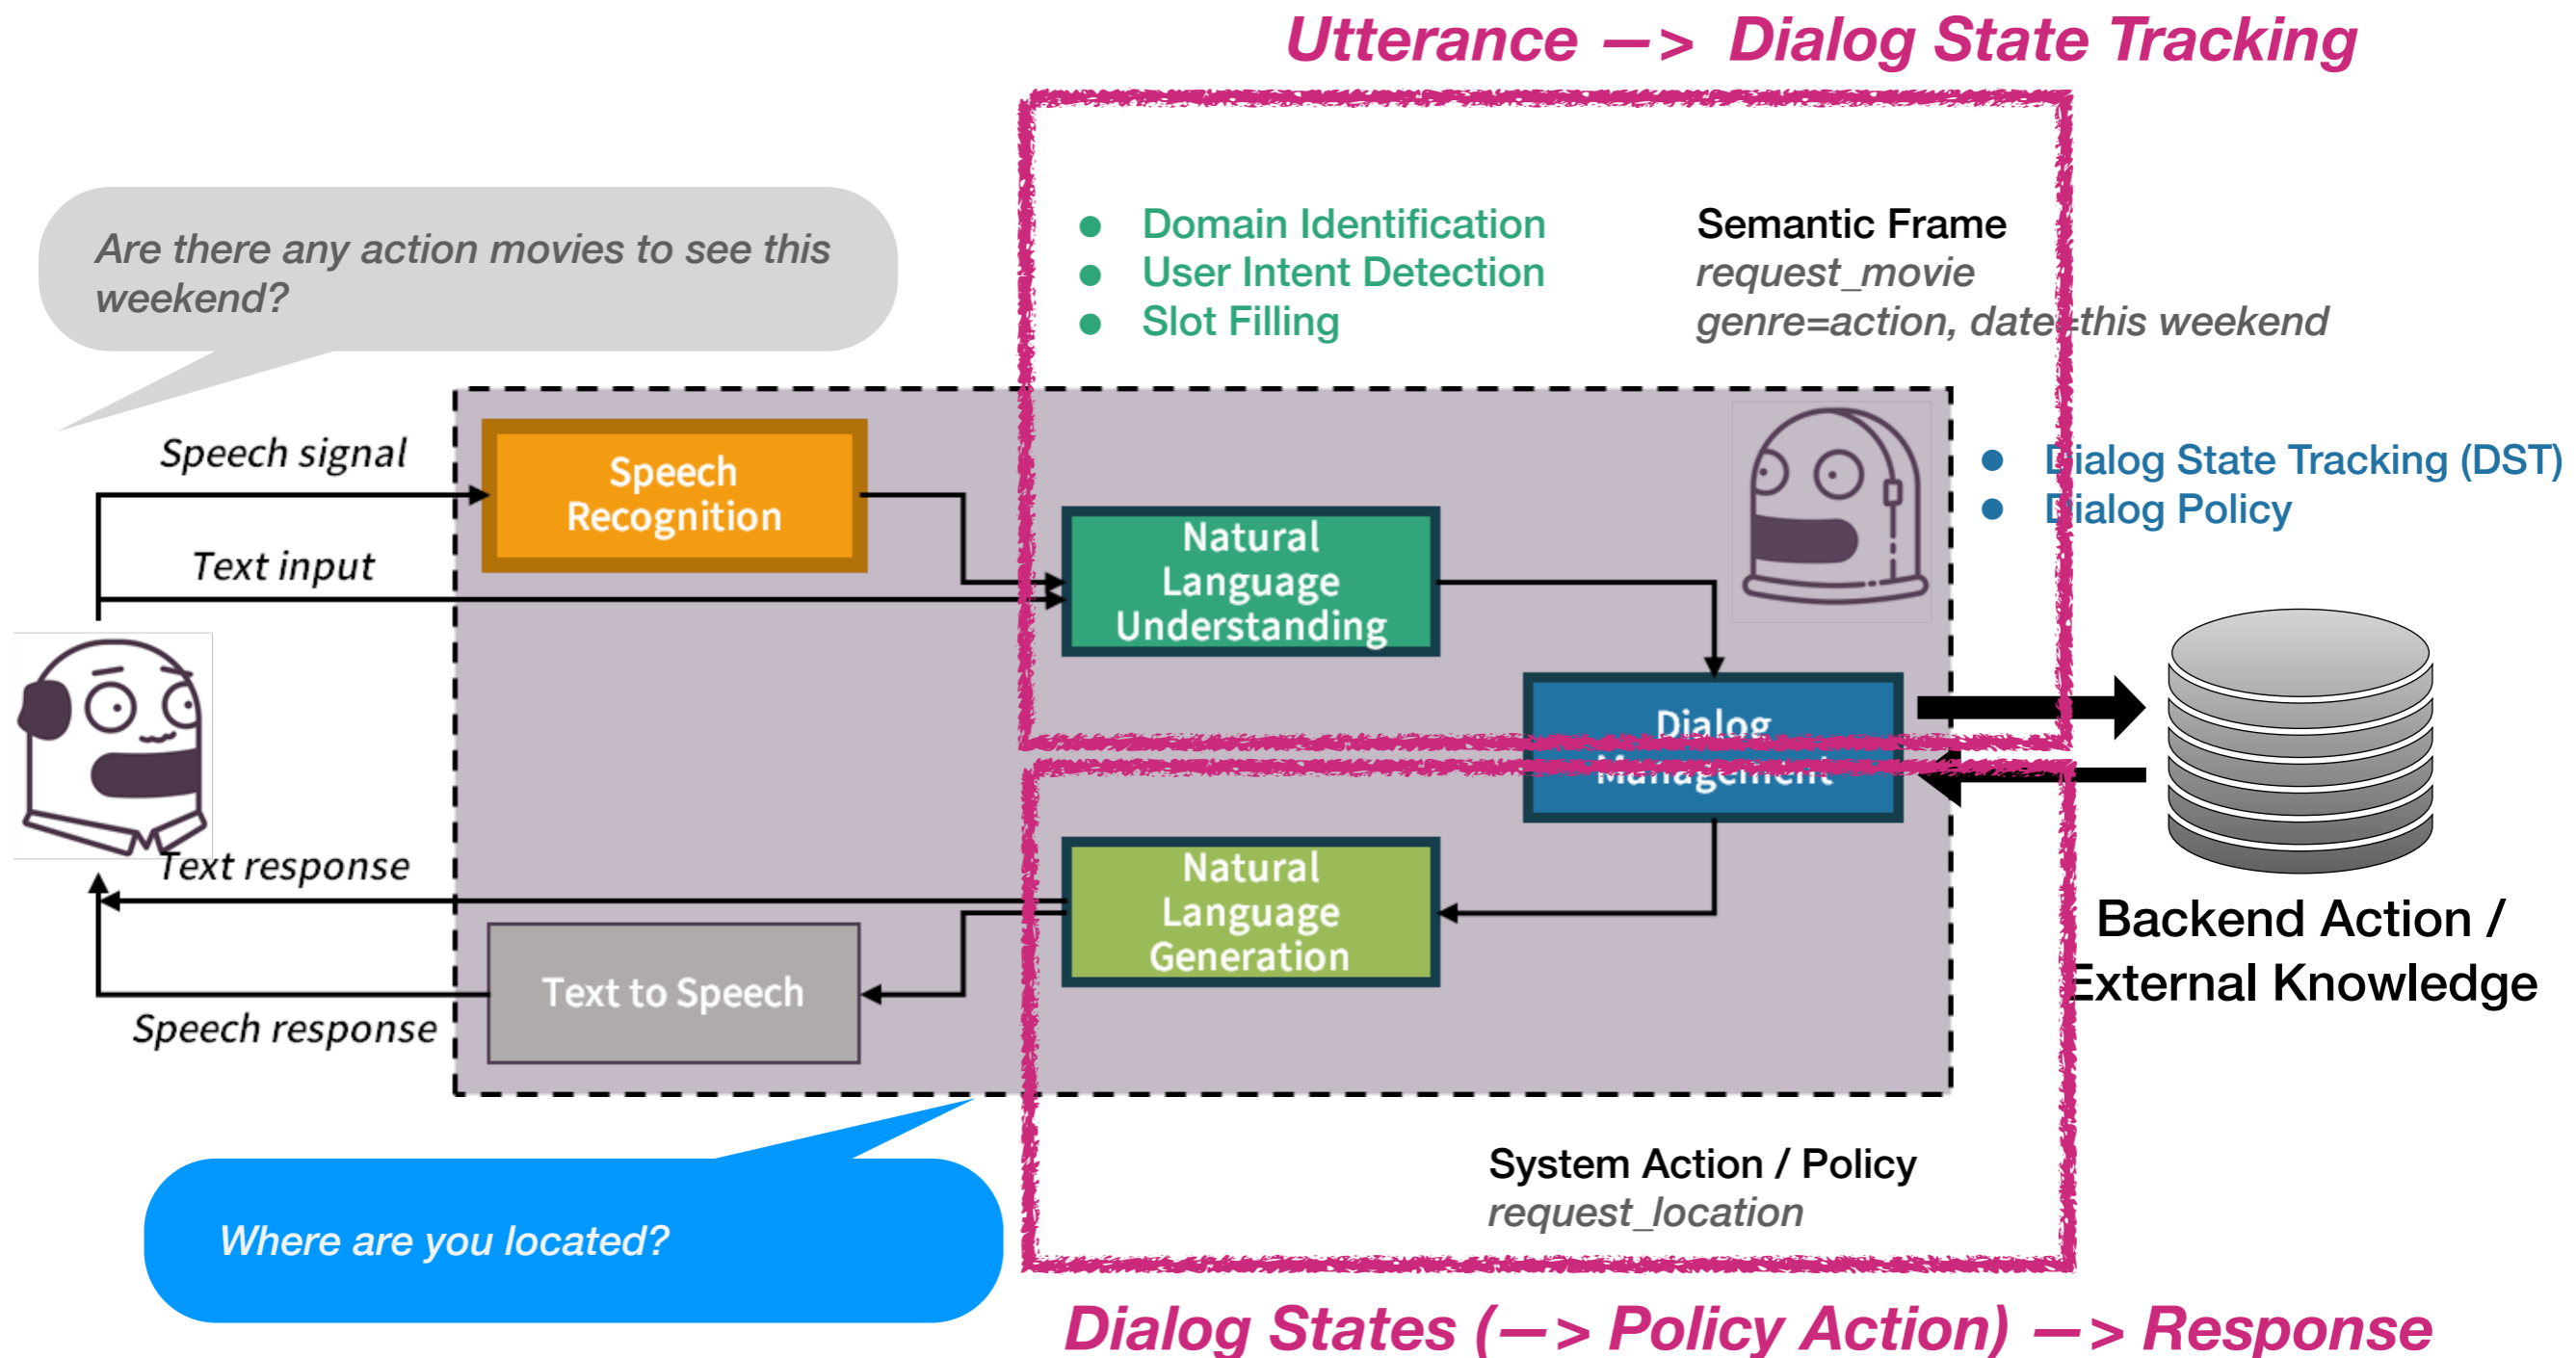 Utterance —> Dialog State Tracking
Are there any action movies to see this
weekend?
● Domain Identification
● User Intent Detection
● Slot Filling
Semantic Frame
request_movie
genre=action, date=this weekend
Speech signal
Text input
Speech
Recognition
Natural
Language
Understanding
● Dialog State Tracking (DST)
● Dialog Policy
Dialog
Management
Text response
Speech response
Natural
Language
Generation
Text to Speech
Backend Action /
External Knowledge
System Action / Policy
request_location
Where are you located?
Dialog States (—> Policy Action) —> Response